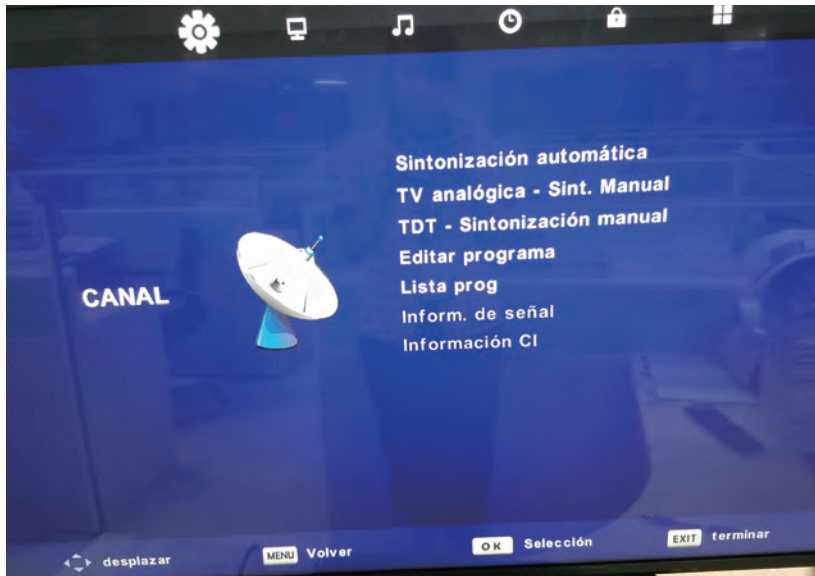 Sintonización automática
TV analógica - Sint. Manual
TDT - Sintonización manual
Editar programa
CANAL
Lista prog
Inform. de señal
Información CI
desplazar MENU Volver OK Selección EXIT terminar